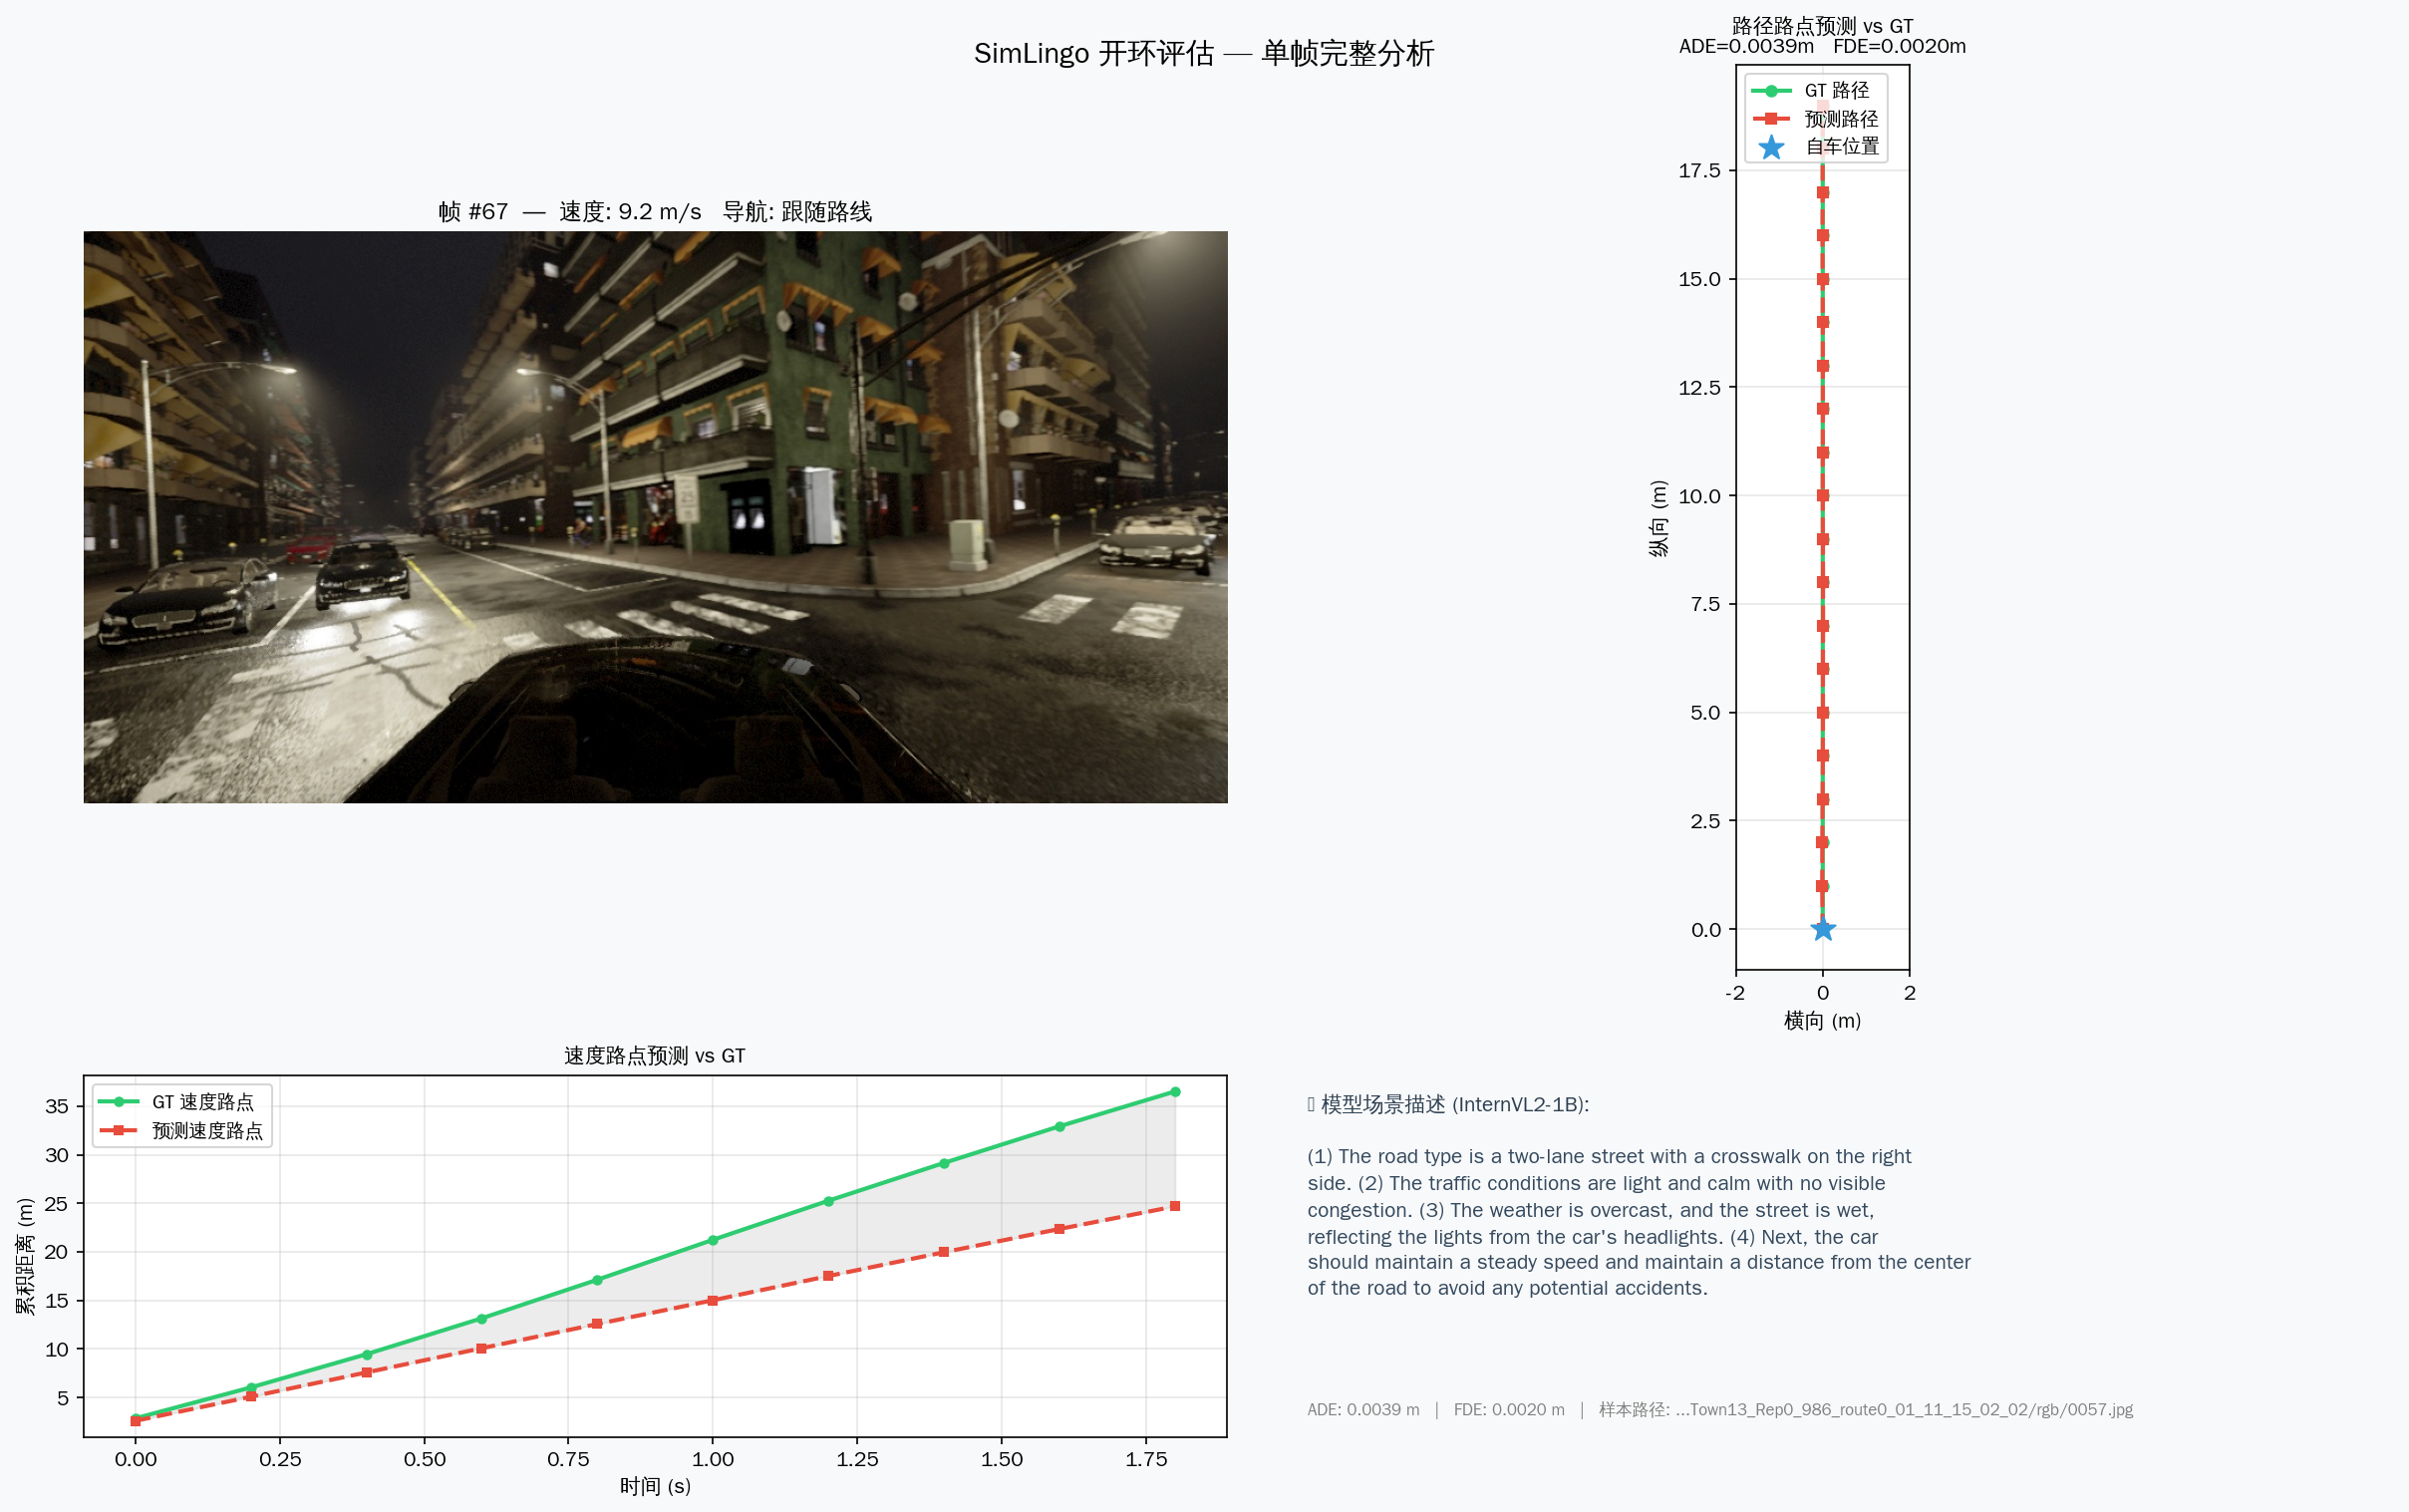 SimLingo 开环评估 — 单帧完整分析
帧 #67 — 速度: 9.2 m/s 导航: 跟随路线
25
路径路点预测 vs GT
ADE=0.0039m FDE=0.0020m
GT 路径
预测路径
自车位置
17.5
15.0
12.5
10.0
7.5
5.0
2.5
0.0
纵向 (m)
-2 0 2
横向 (m)
速度路点预测 vs GT
GT 速度路点
预测速度路点
35
30
25
20
15
10
5
累积距离 (m)
0.00 0.25 0.50 0.75 1.00 1.25 1.50 1.75
时间 (s)
模型场景描述 (InternVL2-1B):
(1) The road type is a two-lane street with a crosswalk on the right
side. (2) The traffic conditions are light and calm with no visible
congestion. (3) The weather is overcast, and the street is wet,
reflecting the lights from the car's headlights. (4) Next, the car
should maintain a steady speed and maintain a distance from the center
of the road to avoid any potential accidents.
ADE: 0.0039 m | FDE: 0.0020 m | 样本路径: ...Town13_Rep0_986_route0_01_11_15_02_02/rgb/0057.jpg